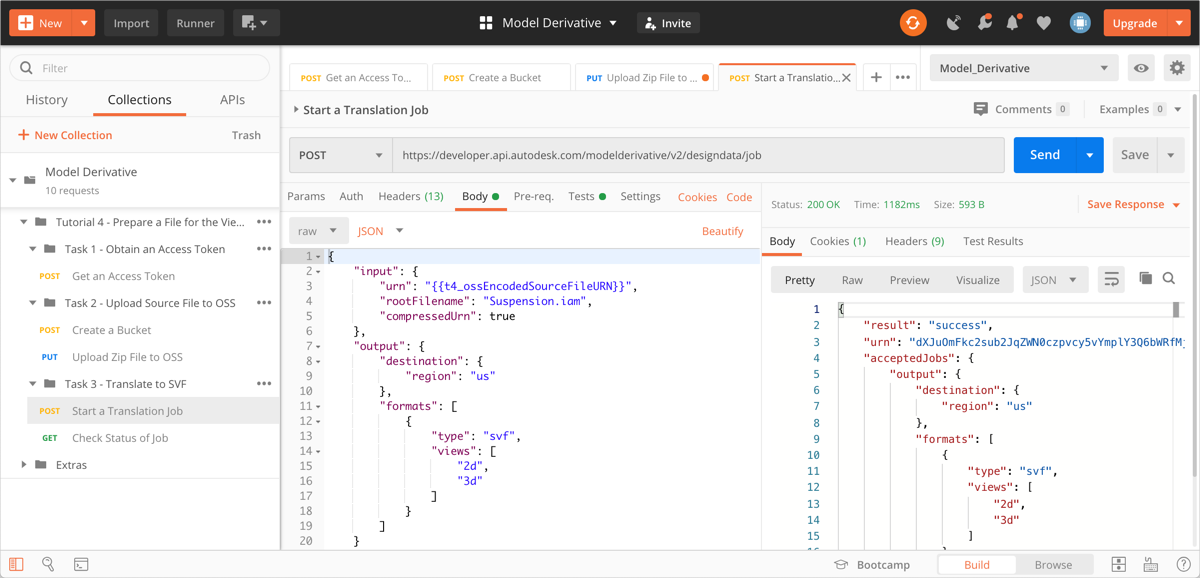 New
Import
Runner
Model Derivative
Invite
Upgrade
Filter
History
Collections
APIs
New Collection
Trash
Model Derivative
10 requests
Tutorial 4 - Prepare a File for the Vie...
Task 1 - Obtain an Access Token
POST Get an Access Token
Task 2 - Upload Source File to OSS
POST Create a Bucket
PUT Upload Zip File to OSS
Task 3 - Translate to SVF
POST Start a Translation Job
GET Check Status of Job
Extras
POST Get an Access To...
POST Create a Bucket
PUT Upload Zip File to ...
POST Start a Translatio...
Model_Derivative
Start a Translation Job
Comments 0
Examples 0
POST
https://developer.api.autodesk.com/modelderivative/v2/designdata/job
Send
Save
Params Auth Headers (13) Body Pre-req. Tests Settings Cookies Code
raw JSON Beautify
1 {
2 "input": {
3 "urn": "{{t4_ossEncodedSourceFileURN}}",
4 "rootFilename": "Suspension.iam",
5 "compressedUrn": true
6 },
7 "output": {
8 "destination": {
9 "region": "us"
10 },
11 "formats": [
12 {
13 "type": "svf",
14 "views": [
15 "2d",
16 "3d"
17 ]
18 }
19 ]
20 }
Status: 200 OK Time: 1182ms Size: 593 B Save Response
Body Cookies (1) Headers (9) Test Results
Pretty Raw Preview Visualize JSON
1 {
2 "result": "success",
3 "urn": "dXJuOmFkc2sub2JqZWN0czpvcy5vYmplY3Q6bWRfMj
4 "acceptedJobs": {
5 "output": {
6 "destination": {
7 "region": "us"
8 },
9 "formats": [
10 {
11 "type": "svf",
12 "views": [
13 "2d",
14 "3d"
15 ]
Bootcamp
Build
Browse